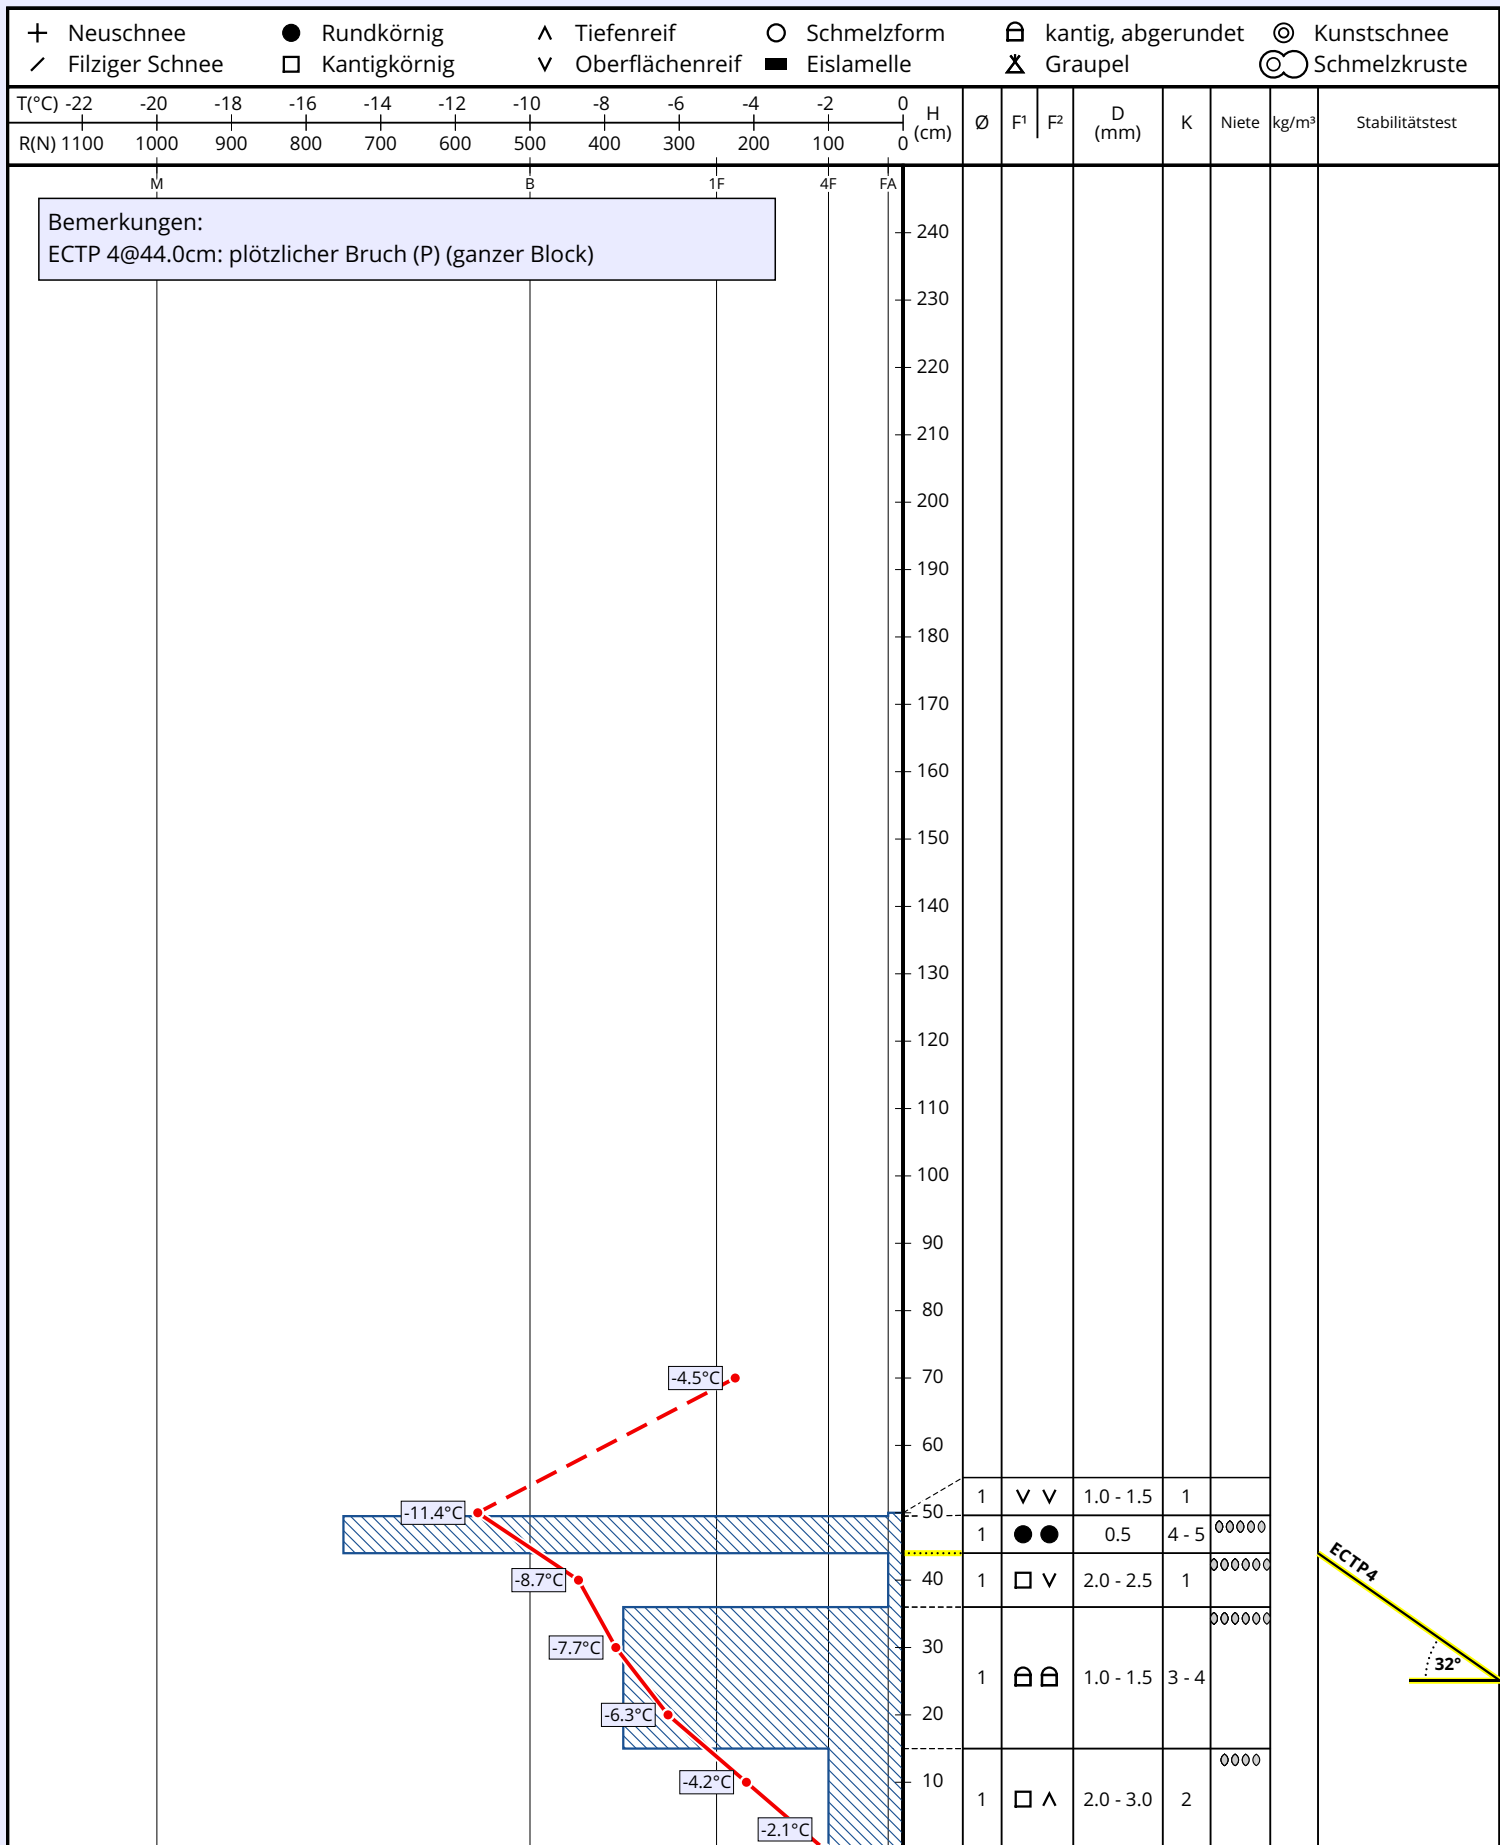 Neuschnee Rundkörnig Tiefenreif Schmelzform kantig, abgerundet Kunstschnee
Filziger Schnee Kantigkörnig Oberflächenreif Eislamelle Graupel Schmelzkruste
T(°C) -22 -20 -18 -16 -14 -12 -10 -8 -6 -4 -2 0
R(N) 1100 1000 900 800 700 600 500 400 300 200 100 0
H (cm) Ø F¹ F² D (mm) K Niete kg/m³ Stabilitätstest
M B 1F 4F FA
Bemerkungen:
ECTP 4@44.0cm: plötzlicher Bruch (P) (ganzer Block)
240
230
220
210
200
190
180
170
160
150
140
130
120
110
100
90
80
-4.5°C 70
60
-11.4°C 50 1 1.0 - 1.5 1
1 0.5 4 - 5
ECTP4
-8.7°C 40 1 2.0 - 2.5 1
-7.7°C 30
32°
1 1.0 - 1.5 3 - 4
-6.3°C 20
-4.2°C 10
1 2.0 - 3.0 2
-2.1°C